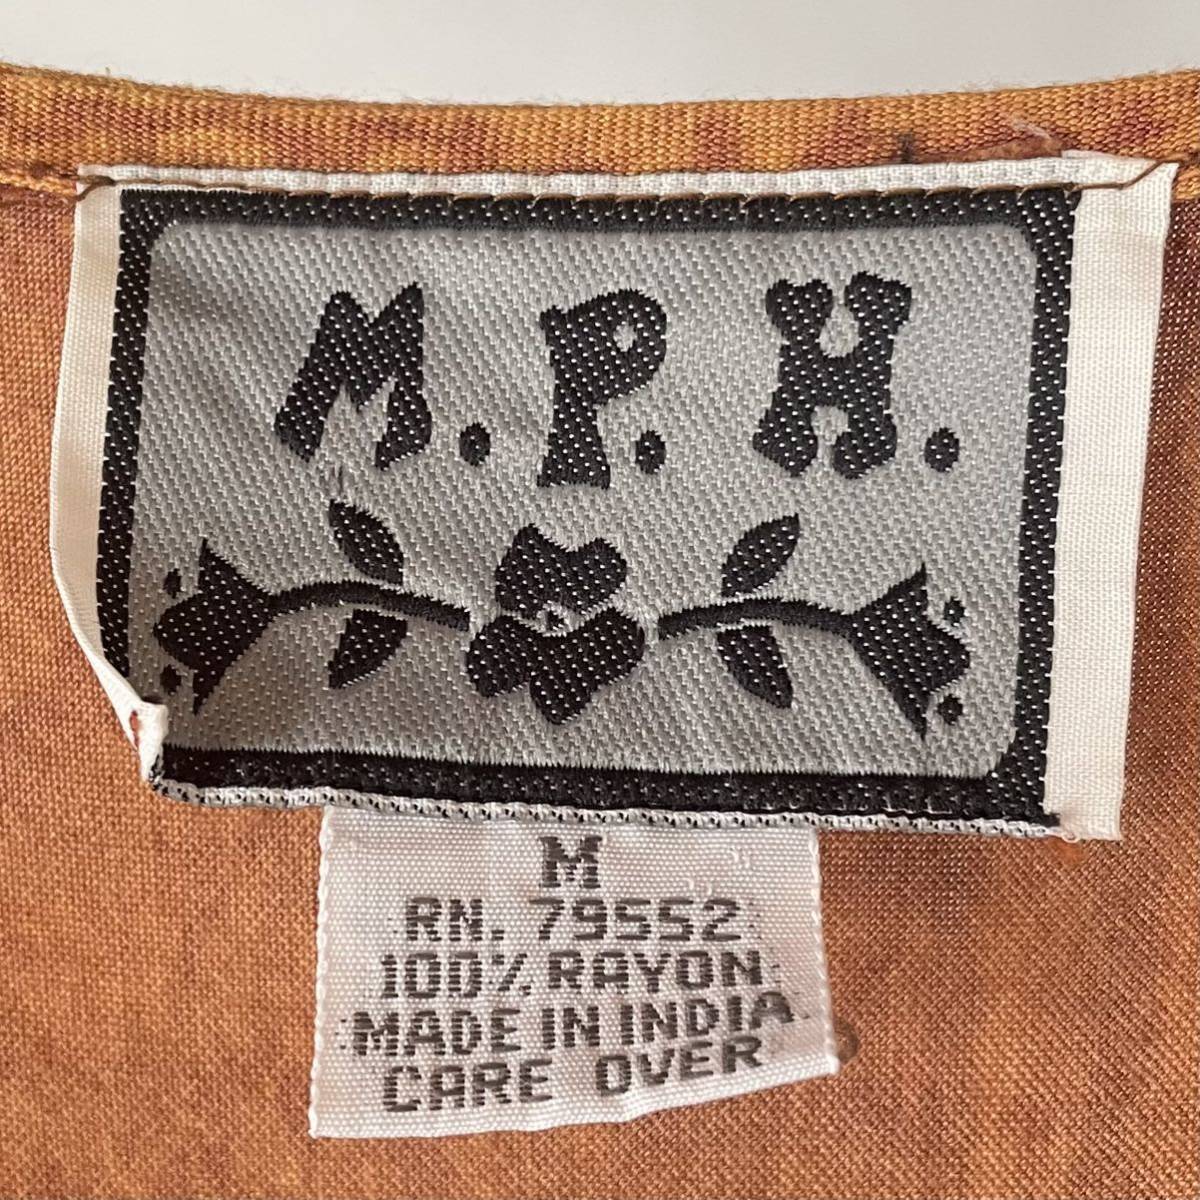 M.P.H.
M
RN. 79552
100% RAYON
MADE IN INDIA
CARE OVER